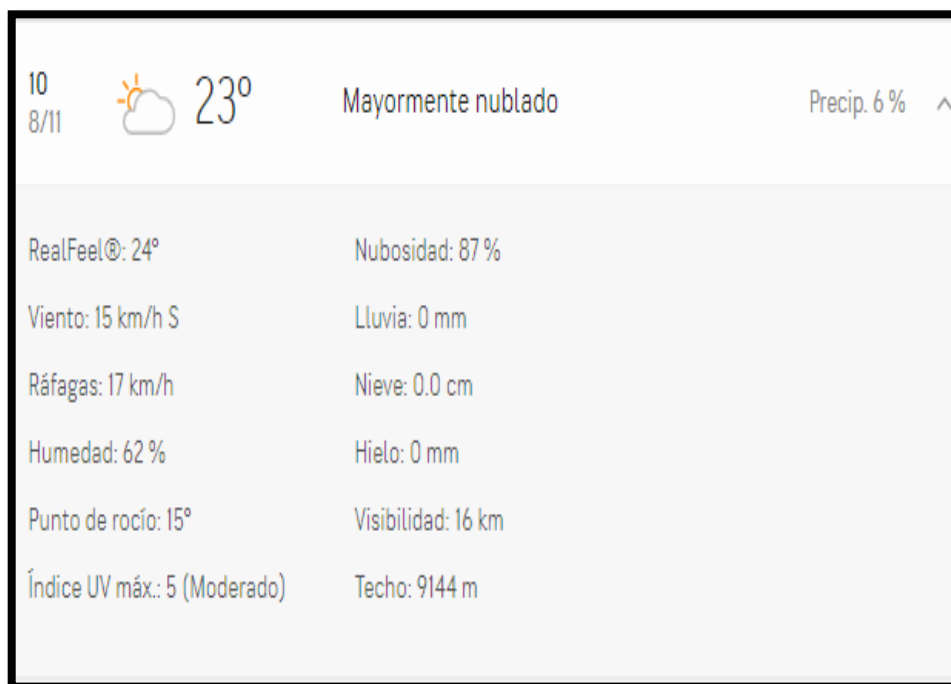 10
8/11
23°
Mayormente nublado
Precip. 6 %
RealFeel®: 24°
Nubosidad: 87 %
Viento: 15 km/h S
Lluvia: 0 mm
Ráfagas: 17 km/h
Nieve: 0.0 cm
Humedad: 62 %
Hielo: 0 mm
Punto de rocío: 15°
Visibilidad: 16 km
Índice UV máx.: 5 (Moderado)
Techo: 9144 m